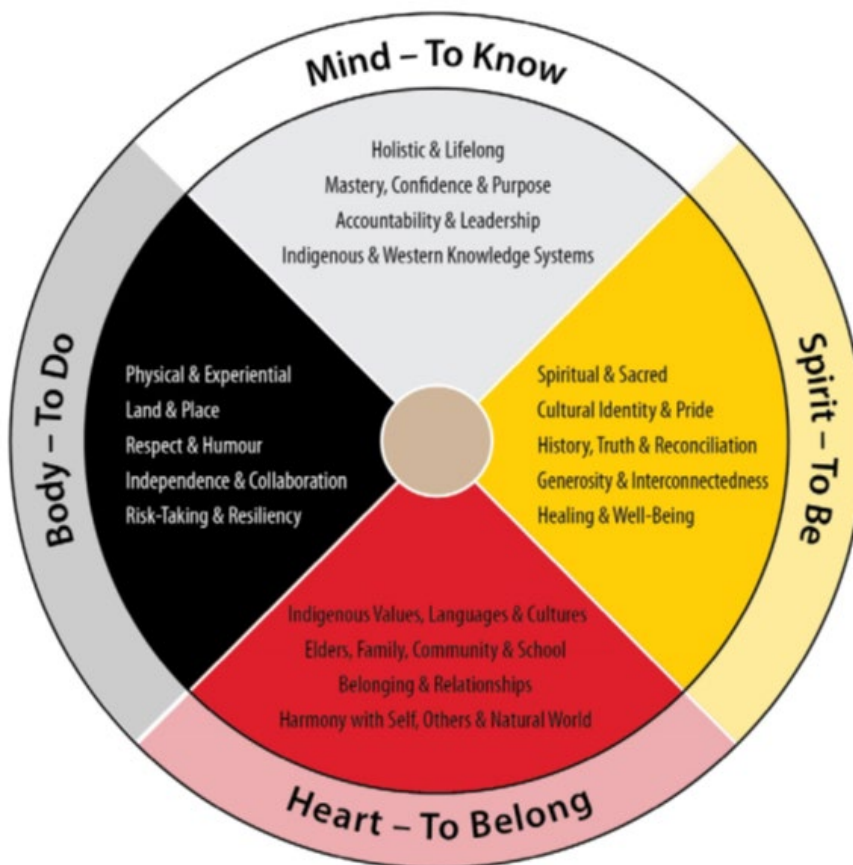 Mind – To Know
Holistic & Lifelong
Mastery, Confidence & Purpose
Accountability & Leadership
Indigenous & Western Knowledge Systems
Body – To Do
Physical & Experiential
Land & Place
Respect & Humour
Independence & Collaboration
Risk-Taking & Resiliency
Spiritual & Sacred
Cultural Identity & Pride
History, Truth & Reconciliation
Generosity & Interconnectedness
Healing & Well-Being
Spirit – To Be
Indigenous Values, Languages & Cultures
Elders, Family, Community & School
Belonging & Relationships
Harmony with Self, Others & Natural World
Heart – To Belong